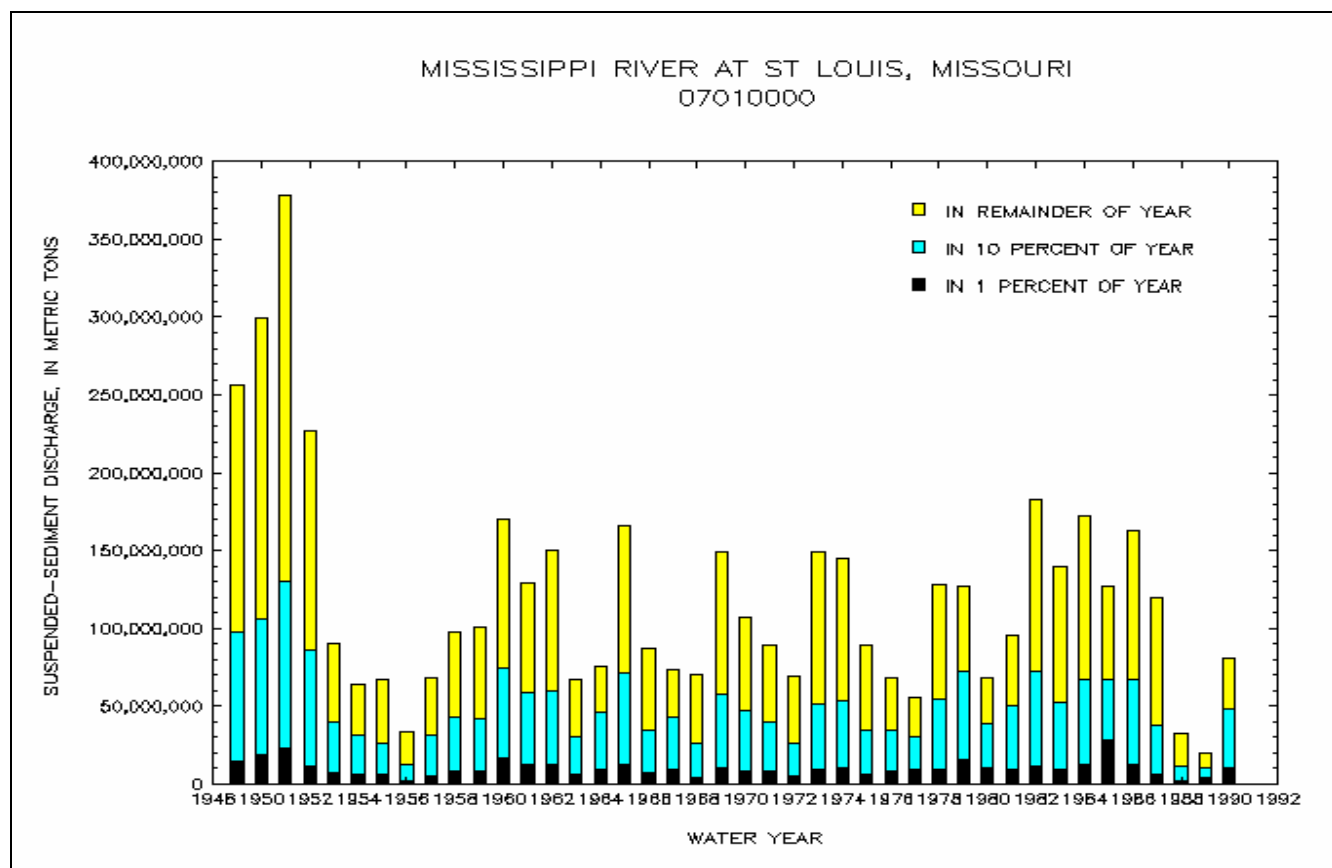 MISSISSIPPI RIVER AT ST LOUIS, MISSOURI
07010000
SUSPENDED-SEDIMENT DISCHARGE, IN METRIC TONS
400,000,000
350,000,000
300,000,000
250,000,000
200,000,000
150,000,000
100,000,000
50,000,000
0
IN REMAINDER OF YEAR
IN 10 PERCENT OF YEAR
IN 1 PERCENT OF YEAR
1948 1950 1952 1954 1956 1958 1960 1962 1964 1966 1968 1970 1972 1974 1976 1978 1980 1982 1984 1986 1988 1990 1992
WATER YEAR